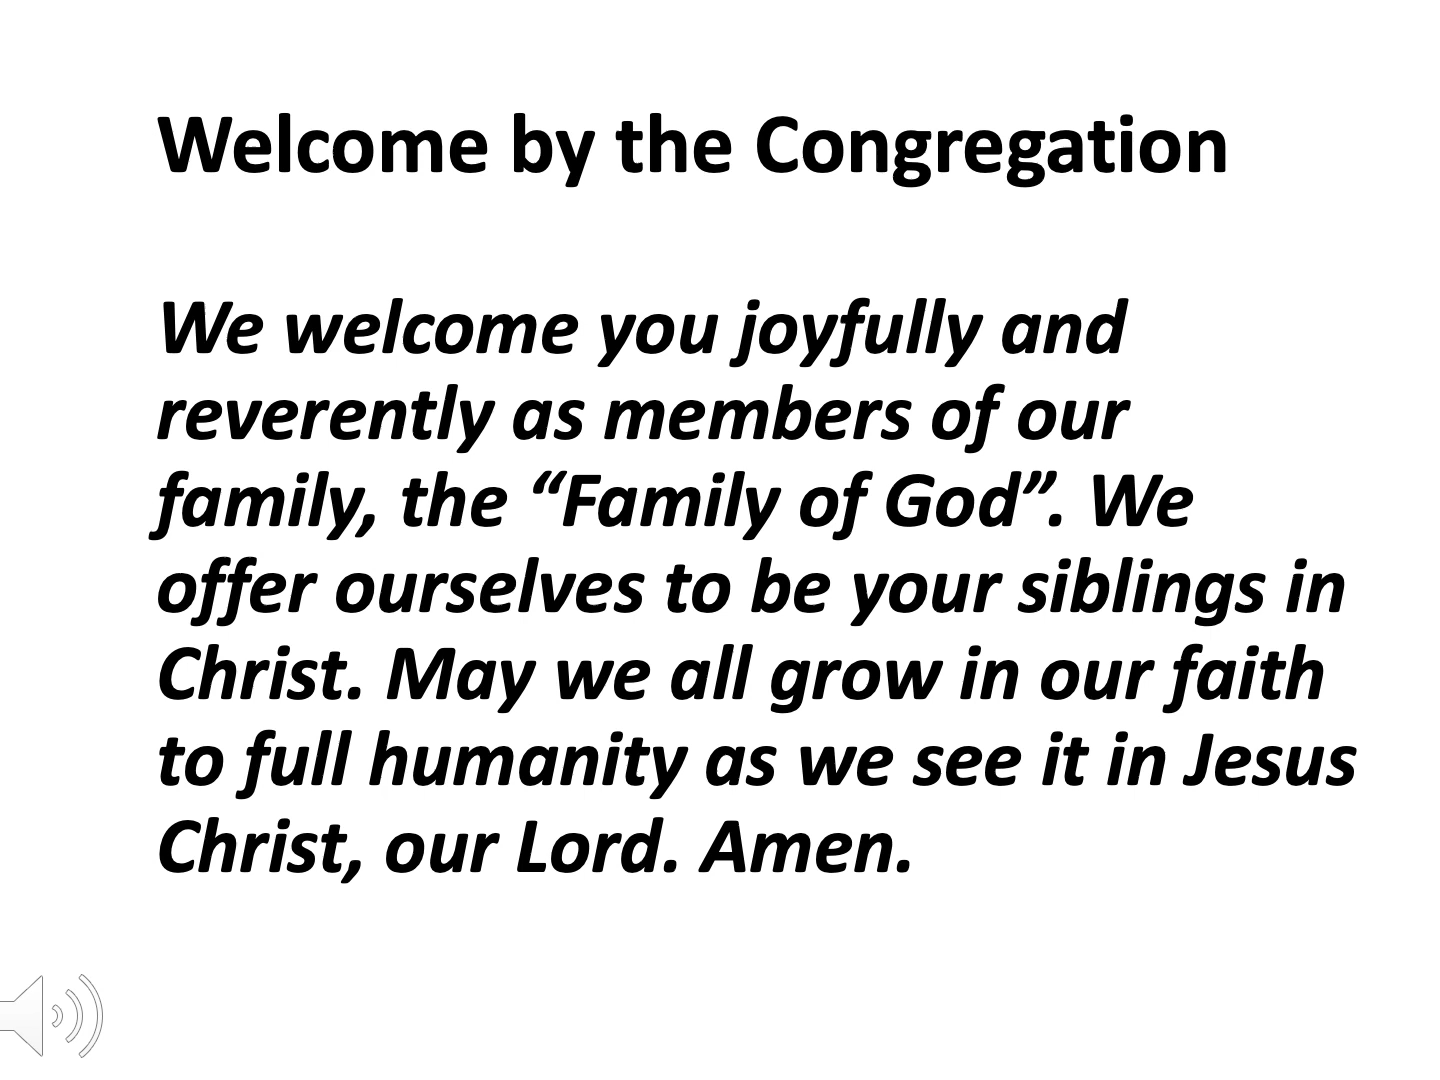 Welcome by the Congregation
We welcome you joyfully and
reverently as members of our
family, the “Family of God”. We
offer ourselves to be your siblings in
Christ. May we all grow in our faith
to full humanity as we see it in Jesus
Christ, our Lord. Amen.